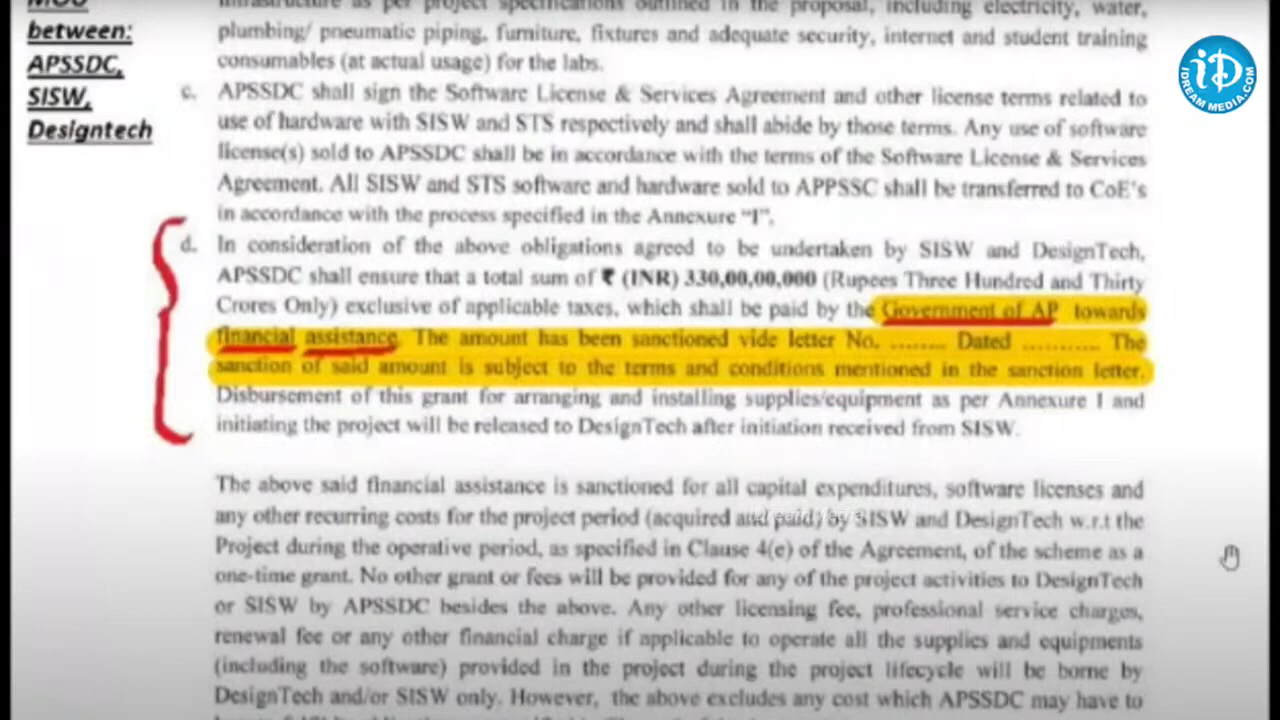 MOU
between:
APSSDC,
SISW,
Designtech
infrastructure as per project specifications outlined in the proposal, including electricity, water,
plumbing/ pneumatic piping, furniture, fixtures and adequate security, internet and student training
consumables (at actual usage) for the labs.
c. APSSDC shall sign the Software License & Services Agreement and other license terms related to
use of hardware with SISW and STS respectively and shall abide by those terms. Any use of software
license(s) sold to APSSDC shall be in accordance with the terms of the Software License & Services
Agreement. All SISW and STS software and hardware sold to APPSSC shall be transferred to CoE's
in accordance with the process specified in the Annexure "I".
d. In consideration of the above obligations agreed to be undertaken by SISW and DesignTech,
APSSDC shall ensure that a total sum of ₹ (INR) 330,00,00,000 (Rupees Three Hundred and Thirty
Crores Only) exclusive of applicable taxes, which shall be paid by the Government of AP towards
financial assistance. The amount has been sanctioned vide letter No. ........ Dated ........... The
sanction of said amount is subject to the terms and conditions mentioned in the sanction letter.
Disbursement of this grant for arranging and installing supplies/equipment as per Annexure I and
initiating the project will be released to DesignTech after initiation received from SISW.
The above said financial assistance is sanctioned for all capital expenditures, software licenses and
any other recurring costs for the project period (acquired and paid) by SISW and DesignTech w.r.t the
Project during the operative period, as specified in Clause 4(e) of the Agreement, of the scheme as a
one-time grant. No other grant or fees will be provided for any of the project activities to DesignTech
or SISW by APSSDC besides the above. Any other licensing fee, professional service charges,
renewal fee or any other financial charge if applicable to operate all the supplies and equipments
(including the software) provided in the project during the project lifecycle will be borne by
DesignTech and/or SISW only. However, the above excludes any cost which APSSDC may have to
iD
IDREAM MEDIA.COM